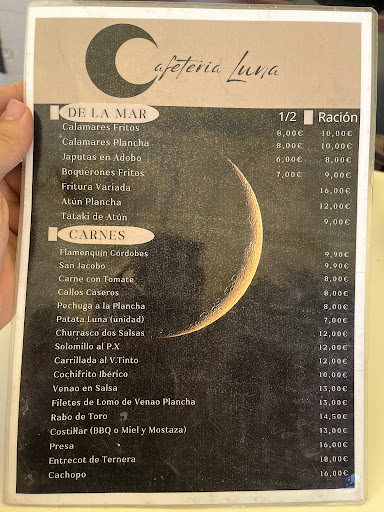 Cafeteria Luna
DE LA MAR 1/2 Ración
Calamares Fritos 8,00€ 10,00€
Calamares Plancha 8,00€ 10,00€
Japutas en Adobo 6,00€ 8,00€
Boquerones Fritos 7,00€ 9,00€
Fritura Variada 16,00€
Atún Plancha 12,00€
Tataki de Atún 9,00€
CARNES
Flamenquin Córdobes 9,90€
San Jacobo 9,90€
Carne con Tomate 8,00€
Callos Caseros 8,00€
Pechuga a la Plancha 8,00€
Patata Luna (unidad) 7,00€
Churrasco dos Salsas 12,00€
Solomillo al P.X 12,00€
Carrillada al V.Tinto 12,00€
Cochifrito Ibérico 10,00€
Venao en Salsa 13,00€
Filetes de Lomo de Venao Plancha 13,00€
Rabo de Toro 14,50€
Costillar (BBQ o Miel y Mostaza) 13,00€
Presa 16,00€
Entrecot de Ternera 18,00€
Cachopo 16,00€